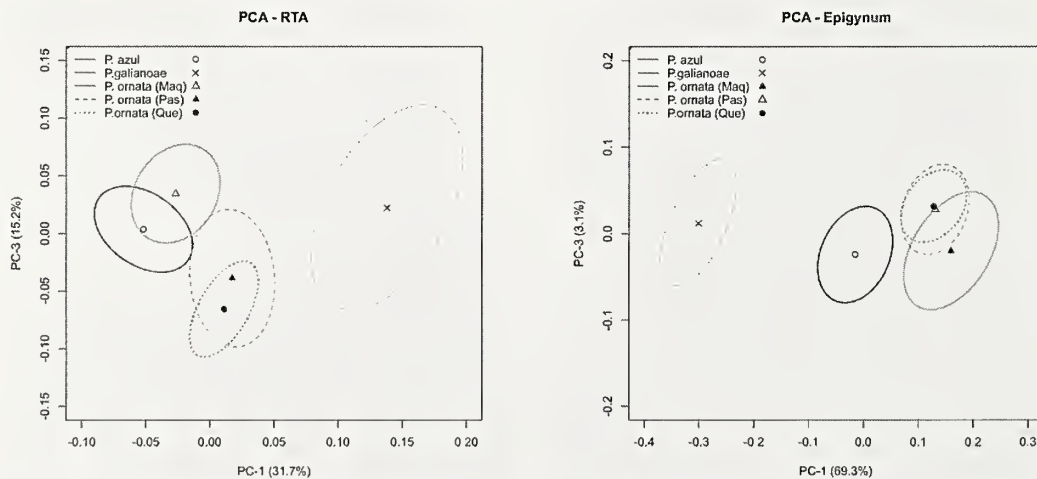 PCA - RTA
P. azul
P.galianoae
P. ornata (Maq)
P. ornata (Pas)
P.ornata (Que)
0.15
0.10
0.05
0.00
-0.05
-0.10
-0.15
PC-3 (15.2%)
-0.10 -0.05 0.00 0.05 0.10 0.15 0.20
PC-1 (31.7%)
PCA - Epigynum
P. azul
P.galianoae
P. ornata (Maq)
P. ornata (Pas)
P.ornata (Que)
0.2
0.1
0.0
-0.1
-0.2
PC-3 (3.1%)
-0.4 -0.3 -0.2 -0.1 0.0 0.1 0.2 0.3
PC-1 (69.3%)